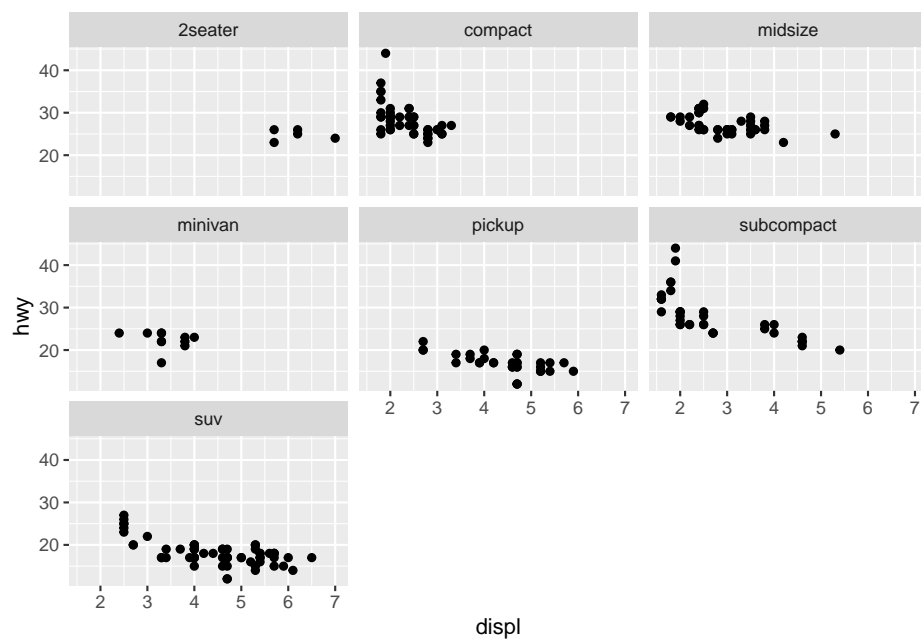 2seater compact midsize
40
30
20
minivan pickup subcompact
40
30
20
2 3 4 5 6 7 2 3 4 5 6 7
suv
40
30
20
2 3 4 5 6 7
hwy
displ